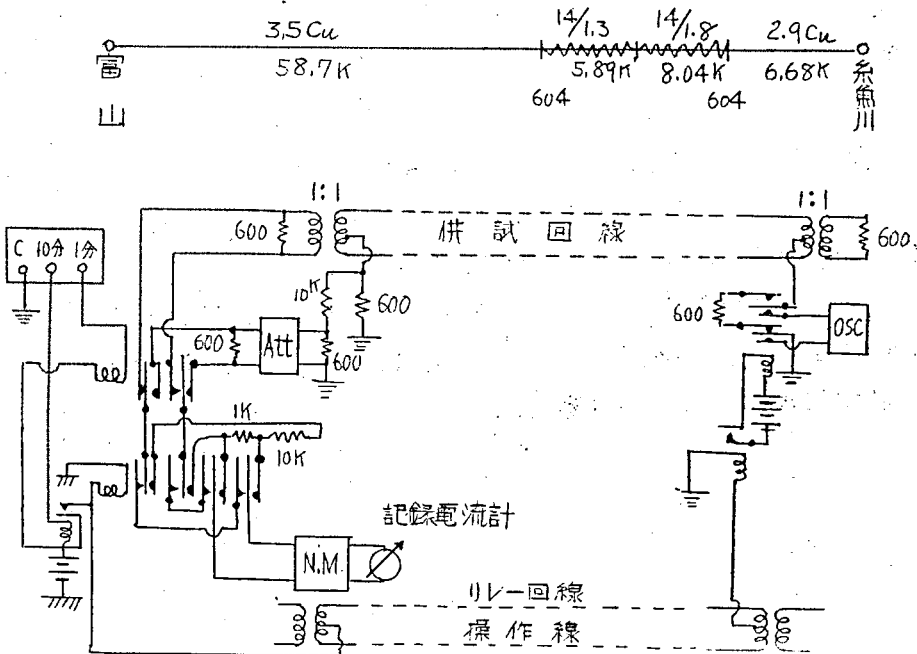 3.5Cu 14/1.3 14/1.8 2.9Cu
58.7K 5.89K 8.04K 6.68K
604 604
富山
糸魚川
1:1 1:1
C 10分 1分
600 供試回線 600
10K 600
600 Att 600
600 OSC
1K
10K
記録電流計
N.M.
リレー回線
操作線